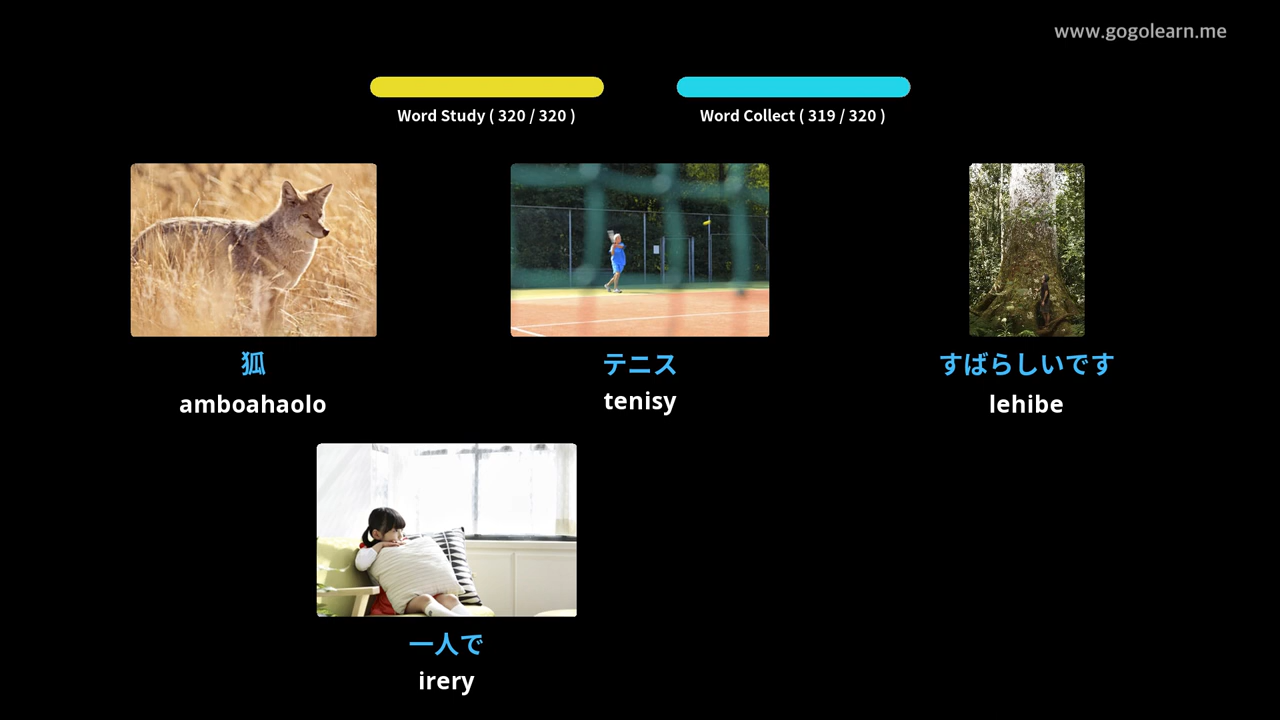 www.gogolearn.me
Word Study ( 320 / 320 )
Word Collect ( 319 / 320 )
狐
amboahaolo
テニス
tenisy
すばらしいです
lehibe
一人で
irery